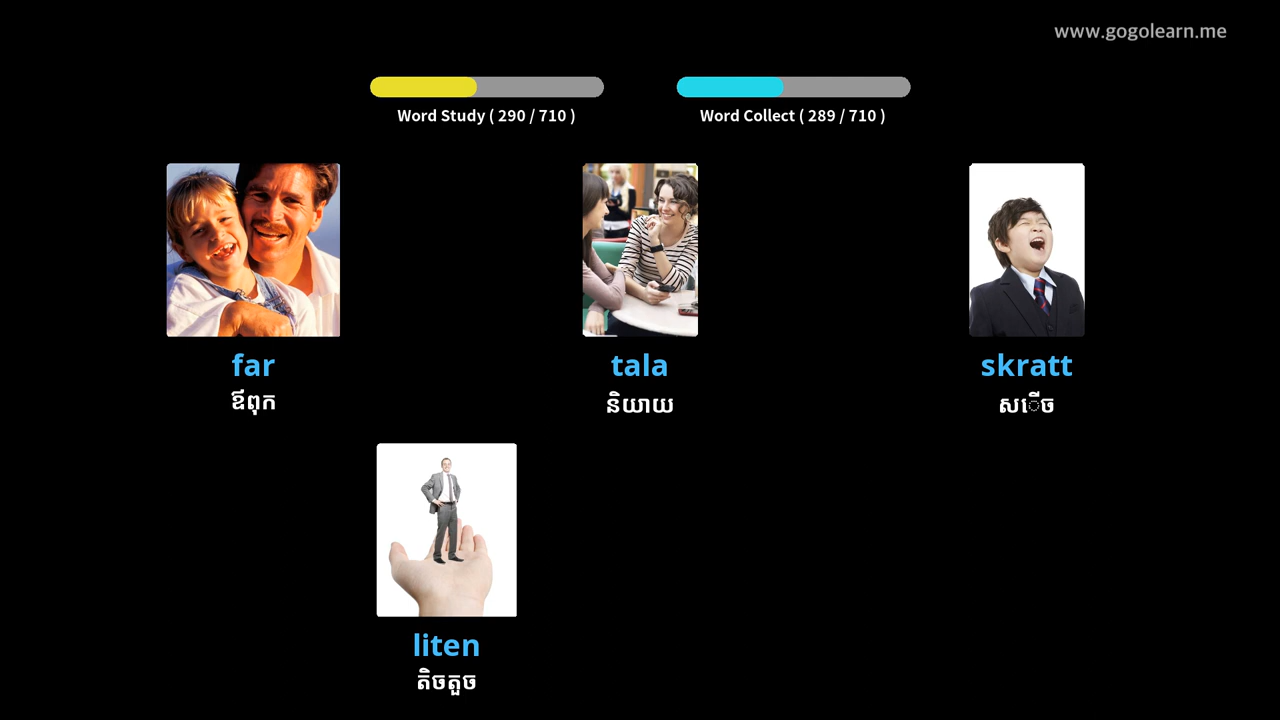 www.gogolearn.me
Word Study ( 290 / 710 )
Word Collect ( 289 / 710 )
far
tala
skratt
ឪពុក
និយាយ
សើច
liten
តិចតួច